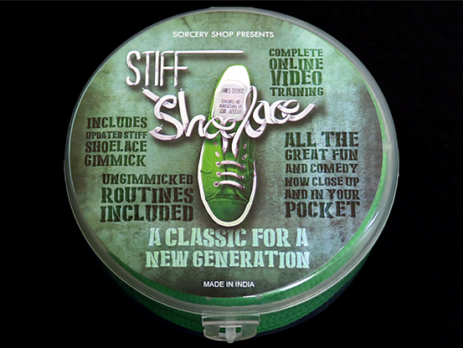 SORCERY SHOP PRESENTS
STIFF
Shoelace
COMPLETE
ONLINE
VIDEO
TRAINING
INCLUDES
UPDATED STIFF
SHOELACE
GIMMICK
UNGIMMICKED
ROUTINES
INCLUDED
ALL THE
GREAT FUN
AND COMEDY
NOW CLOSE UP
AND IN YOUR
POCKET
A CLASSIC FOR A
NEW GENERATION
MADE IN INDIA